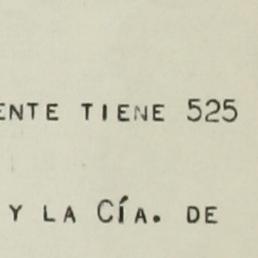 ENTE TIENE 525
Y LA CÍA. DE